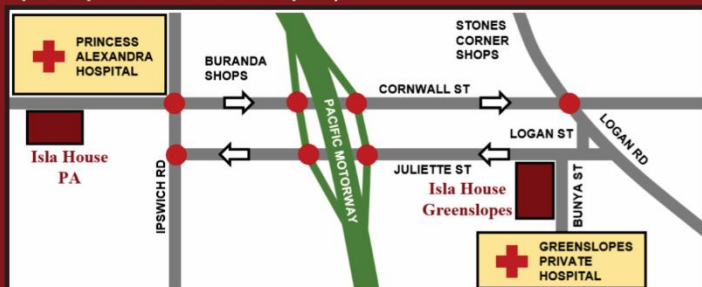 PRINCESS
ALEXANDRA
HOSPITAL
BURANDA
SHOPS
STONES
CORNER
SHOPS
CORNWALL ST
LOGAN ST
LOGAN RD
Isla House
PA
IPSWICH RD
PACIFIC MOTORWAY
JULIETTE ST
Isla House
Greenslopes
BUNYA ST
GREENSLOPES
PRIVATE
HOSPITAL